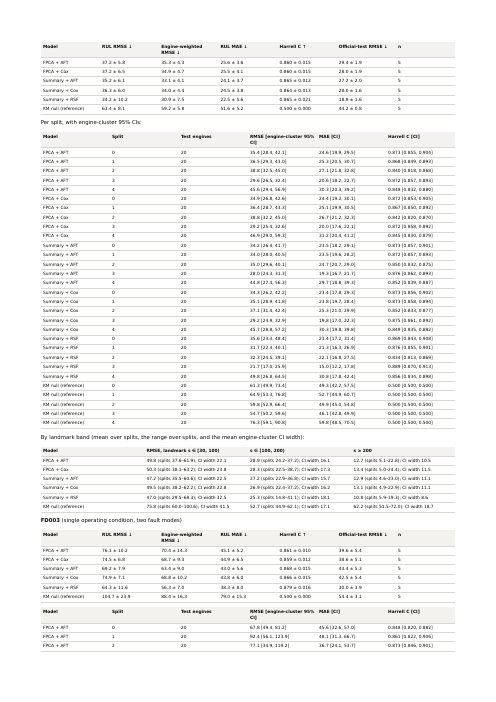 Model RUL RMSE ↓ Engine-weighted RMSE ↓ RUL MAE ↓ Harrell C ↑ Official-test RMSE ↓ n
FPCA + AFT 37.2 ± 5.8 35.3 ± 4.3 25.6 ± 3.6 0.860 ± 0.015 29.4 ± 1.9 5
FPCA + Cox 37.2 ± 6.5 34.9 ± 4.7 25.5 ± 4.1 0.860 ± 0.015 28.0 ± 1.9 5
Summary + AFT 35.2 ± 6.1 33.1 ± 4.1 24.1 ± 3.7 0.865 ± 0.013 27.2 ± 2.0 5
Summary + Cox 36.3 ± 6.0 34.0 ± 4.4 24.5 ± 3.8 0.864 ± 0.013 28.0 ± 1.6 5
Summary + RSF 34.2 ± 10.2 30.9 ± 7.5 22.5 ± 5.6 0.865 ± 0.021 18.9 ± 1.6 5
KM null (reference) 63.4 ± 8.1 59.2 ± 5.8 51.6 ± 5.2 0.500 ± 0.000 44.2 ± 0.8 5
Per split, with engine-cluster 95% CIs:
Model Split Test engines RMSE [engine-cluster 95% CI] MAE [CI] Harrell C [CI]
FPCA + AFT 0 20 35.4 [28.4, 42.1] 24.6 [19.9, 29.5] 0.873 [0.855, 0.904]
FPCA + AFT 1 20 36.5 [29.3, 43.0] 25.3 [20.5, 30.7] 0.868 [0.849, 0.893]
FPCA + AFT 2 20 38.8 [32.5, 45.0] 27.1 [21.8, 32.8] 0.840 [0.818, 0.868]
FPCA + AFT 3 20 29.6 [26.5, 32.4] 20.6 [18.2, 22.7] 0.872 [0.857, 0.893]
FPCA + AFT 4 20 45.6 [29.4, 56.9] 30.3 [20.3, 39.2] 0.848 [0.832, 0.880]
FPCA + Cox 0 20 34.9 [26.8, 42.6] 24.4 [19.2, 30.1] 0.872 [0.853, 0.905]
FPCA + Cox 1 20 36.4 [28.7, 43.3] 25.1 [19.9, 30.5] 0.867 [0.850, 0.892]
FPCA + Cox 2 20 38.8 [32.2, 45.0] 26.7 [21.2, 32.3] 0.842 [0.820, 0.870]
FPCA + Cox 3 20 29.2 [25.4, 32.6] 20.0 [17.6, 22.1] 0.872 [0.858, 0.892]
FPCA + Cox 4 20 46.9 [29.0, 59.3] 31.2 [20.4, 41.2] 0.845 [0.830, 0.879]
Summary + AFT 0 20 34.2 [26.4, 41.7] 23.5 [18.2, 29.1] 0.873 [0.857, 0.901]
Summary + AFT 1 20 34.0 [28.0, 40.5] 23.5 [19.6, 28.2] 0.872 [0.857, 0.893]
Summary + AFT 2 20 35.0 [29.6, 40.1] 24.7 [20.7, 29.0] 0.850 [0.832, 0.875]
Summary + AFT 3 20 28.0 [24.3, 31.3] 19.3 [16.7, 21.7] 0.876 [0.862, 0.893]
Summary + AFT 4 20 44.8 [27.4, 56.3] 29.7 [18.8, 39.3] 0.852 [0.839, 0.887]
Summary + Cox 0 20 34.3 [26.2, 42.2] 23.4 [17.8, 29.3] 0.873 [0.856, 0.902]
Summary + Cox 1 20 35.1 [28.9, 41.8] 23.8 [19.7, 28.4] 0.873 [0.858, 0.894]
Summary + Cox 2 20 37.1 [31.4, 42.4] 25.3 [21.0, 29.9] 0.852 [0.833, 0.877]
Summary + Cox 3 20 29.2 [24.9, 32.9] 19.8 [17.0, 22.3] 0.875 [0.861, 0.892]
Summary + Cox 4 20 45.7 [28.8, 57.2] 30.3 [19.8, 39.8] 0.849 [0.835, 0.882]
Summary + RSF 0 20 35.6 [23.3, 48.4] 23.4 [17.2, 31.4] 0.869 [0.843, 0.908]
Summary + RSF 1 20 31.7 [22.4, 40.1] 21.3 [16.3, 26.9] 0.876 [0.855, 0.901]
Summary + RSF 2 20 32.3 [24.5, 39.1] 22.1 [16.8, 27.5] 0.834 [0.813, 0.869]
Summary + RSF 3 20 21.7 [17.0, 25.9] 15.0 [12.2, 17.8] 0.889 [0.870, 0.913]
Summary + RSF 4 20 49.8 [26.8, 64.5] 30.8 [17.8, 42.4] 0.856 [0.834, 0.898]
KM null (reference) 0 20 61.3 [49.9, 73.4] 49.3 [42.2, 57.5] 0.500 [0.500, 0.500]
KM null (reference) 1 20 64.9 [53.3, 76.8] 52.7 [44.9, 60.7] 0.500 [0.500, 0.500]
KM null (reference) 2 20 59.8 [52.9, 66.4] 49.9 [45.0, 54.8] 0.500 [0.500, 0.500]
KM null (reference) 3 20 54.7 [50.2, 59.6] 46.1 [42.8, 49.9] 0.500 [0.500, 0.500]
KM null (reference) 4 20 76.3 [59.1, 90.8] 59.8 [48.5, 70.5] 0.500 [0.500, 0.500]
By landmark band (mean over splits, the range over splits, and the mean engine-cluster CI width):
Model RMSE, landmark s ∈ [30, 100) s ∈ [100, 200) s ≥ 200
FPCA + AFT 49.8 (splits 37.6–61.9); CI width 22.1 28.9 (splits 24.2–37.2); CI width 16.1 12.7 (splits 5.1–22.8); CI width 10.5
FPCA + Cox 50.3 (splits 38.1–63.2); CI width 23.8 28.3 (splits 22.5–38.7); CI width 17.3 13.4 (splits 5.0–24.4); CI width 11.5
Summary + AFT 47.2 (splits 35.5–60.6); CI width 22.5 27.2 (splits 22.9–36.8); CI width 15.7 12.9 (splits 4.6–23.0); CI width 11.1
Summary + Cox 49.5 (splits 38.2–62.2); CI width 23.8 26.9 (splits 22.4–37.2); CI width 16.2 13.1 (splits 4.9–22.9); CI width 11.1
Summary + RSF 47.0 (splits 29.5–68.3); CI width 32.5 25.3 (splits 14.8–41.1); CI width 18.1 10.8 (splits 5.9–19.3); CI width 8.6
KM null (reference) 75.8 (splits 60.0–100.6); CI width 41.5 52.7 (splits 44.9–62.1); CI width 17.1 62.2 (splits 51.5–72.0); CI width 18.7
FD003 (single operating condition, two fault modes)
Model RUL RMSE ↓ Engine-weighted RMSE ↓ RUL MAE ↓ Harrell C ↑ Official-test RMSE ↓ n
FPCA + AFT 76.1 ± 10.2 70.4 ± 14.3 45.1 ± 5.2 0.861 ± 0.010 39.6 ± 5.4 5
FPCA + Cox 74.5 ± 6.8 68.7 ± 9.3 44.9 ± 6.5 0.859 ± 0.012 38.6 ± 5.1 5
Summary + AFT 69.2 ± 7.9 63.4 ± 9.0 43.0 ± 5.6 0.868 ± 0.015 43.4 ± 5.3 5
Summary + Cox 74.9 ± 7.1 68.8 ± 10.2 43.8 ± 6.0 0.866 ± 0.015 42.5 ± 5.4 5
Summary + RSF 64.3 ± 11.6 56.3 ± 7.0 38.3 ± 8.0 0.879 ± 0.016 30.0 ± 3.9 5
KM null (reference) 104.7 ± 23.9 88.4 ± 16.3 79.0 ± 15.3 0.500 ± 0.000 54.4 ± 3.1 5
Model Split Test engines RMSE [engine-cluster 95% CI] MAE [CI] Harrell C [CI]
FPCA + AFT 0 20 67.8 [49.4, 81.2] 45.6 [32.6, 57.0] 0.848 [0.820, 0.882]
FPCA + AFT 1 20 92.4 [56.1, 123.9] 48.1 [31.3, 66.7] 0.861 [0.822, 0.906]
FPCA + AFT 2 20 77.1 [34.9, 119.2] 36.7 [24.1, 53.7] 0.873 [0.846, 0.901]